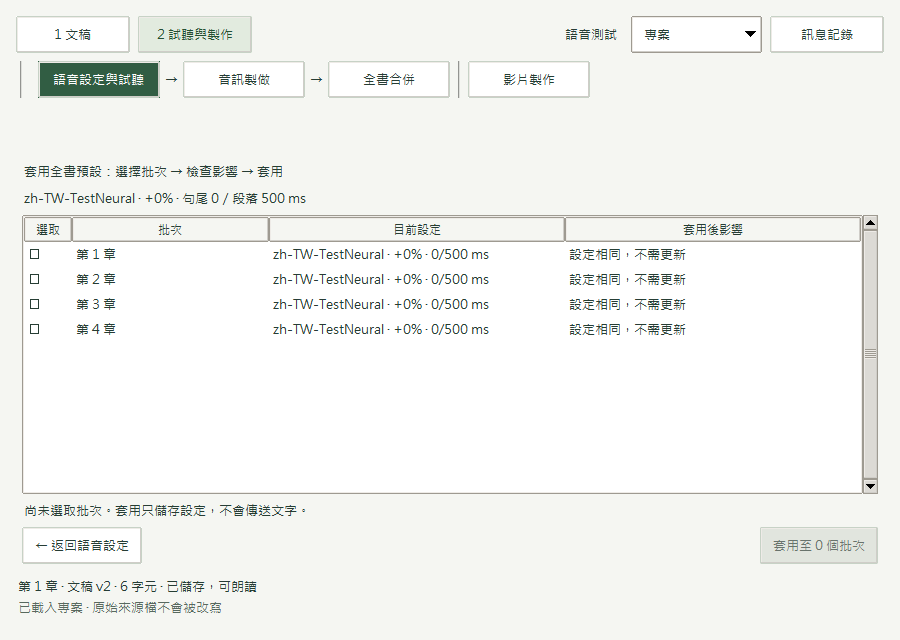 1 文稿
2 試聽與製作
語音測試
專案
訊息記錄
語音設定與試聽
→
音訊製做
→
全書合併
影片製作
套用全書預設：選擇批次 → 檢查影響 → 套用
zh-TW-TestNeural · +0% · 句尾 0 / 段落 500 ms
選取 批次 目前設定 套用後影響
第 1 章 zh-TW-TestNeural · +0% · 0/500 ms 設定相同，不需更新
第 2 章 zh-TW-TestNeural · +0% · 0/500 ms 設定相同，不需更新
第 3 章 zh-TW-TestNeural · +0% · 0/500 ms 設定相同，不需更新
第 4 章 zh-TW-TestNeural · +0% · 0/500 ms 設定相同，不需更新
尚未選取批次。套用只儲存設定，不會傳送文字。
← 返回語音設定
套用至 0 個批次
第 1 章 · 文稿 v2 · 6 字元 · 已儲存，可朗讀
已載入專案 · 原始來源檔不會被改寫